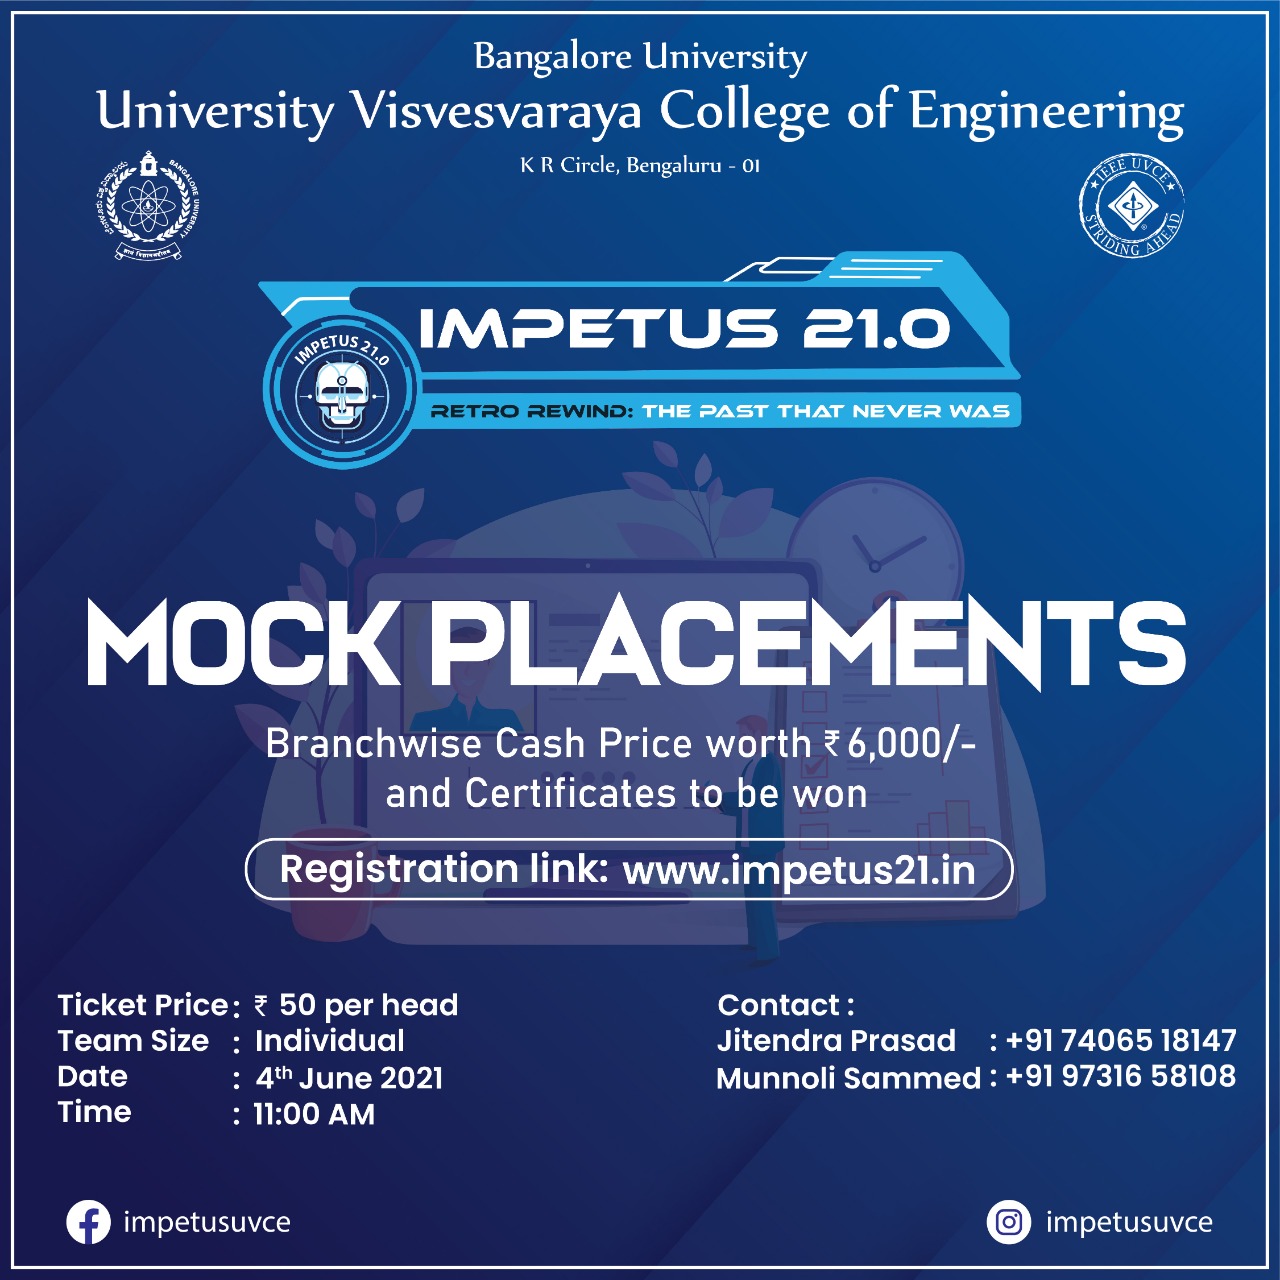 Bangalore University
University Visvesvaraya College of Engineering
K R Circle, Bengaluru - 01
BANGALORE UNIVERSITY
IEEE UVCE
STRIDING AHEAD
IMPETUS 21.0
IMPETUS 21.0
RETRO REWIND: THE PAST THAT NEVER WAS
MOCK PLACEMENTS
Branchwise Cash Price worth ₹6,000/-
and Certificates to be won
Registration link: www.impetus21.in
Ticket Price : ₹ 50 per head
Team Size : Individual
Date : 4th June 2021
Time : 11:00 AM
Contact :
Jitendra Prasad : +91 74065 18147
Munnoli Sammed : +91 97316 58108
impetusuvce
impetusuvce